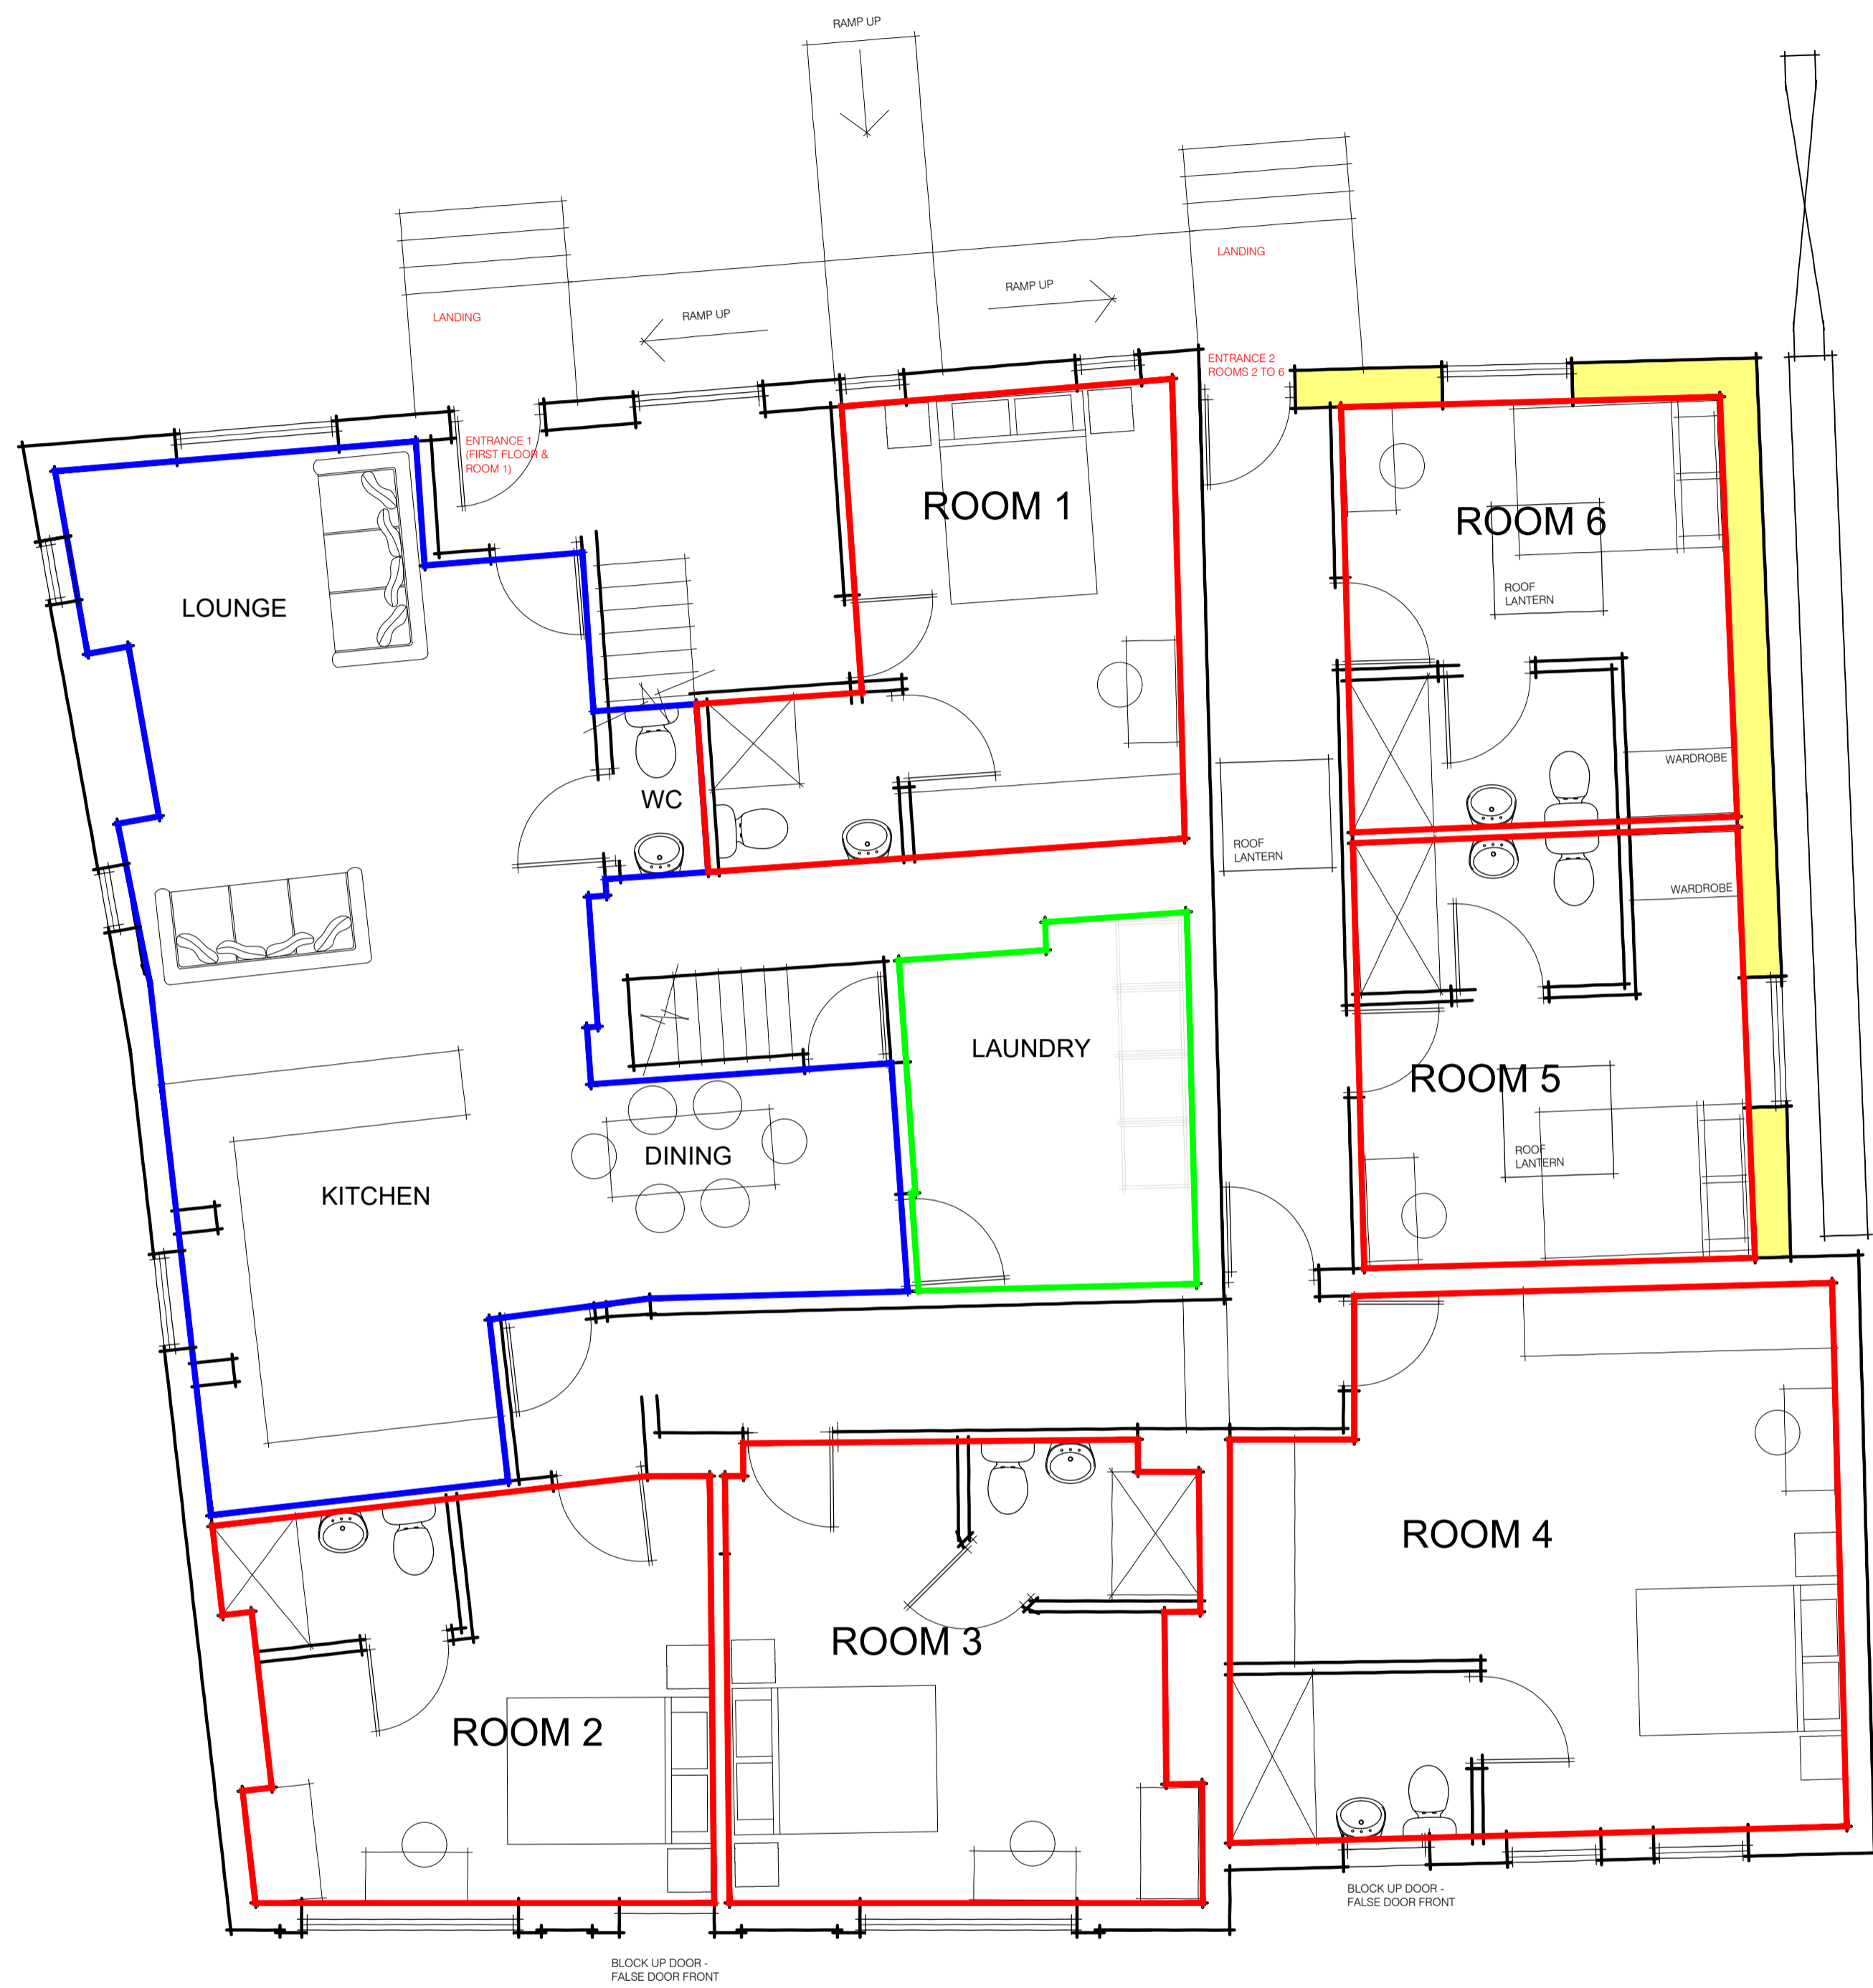 RAMP UP
LANDING
RAMP UP
RAMP UP
LANDING
ENTRANCE 2
ROOMS 2 TO 6
ENTRANCE 1
(FIRST FLOOR &
ROOM 1)
ROOM 1
ROOM 6
ROOF
LANTERN
LOUNGE
WARDROBE
WC
ROOF
LANTERN
WARDROBE
LAUNDRY
ROOM 5
ROOF
LANTERN
DINING
KITCHEN
ROOM 4
ROOM 3
ROOM 2
BLOCK UP DOOR -
FALSE DOOR FRONT
BLOCK UP DOOR -
FALSE DOOR FRONT